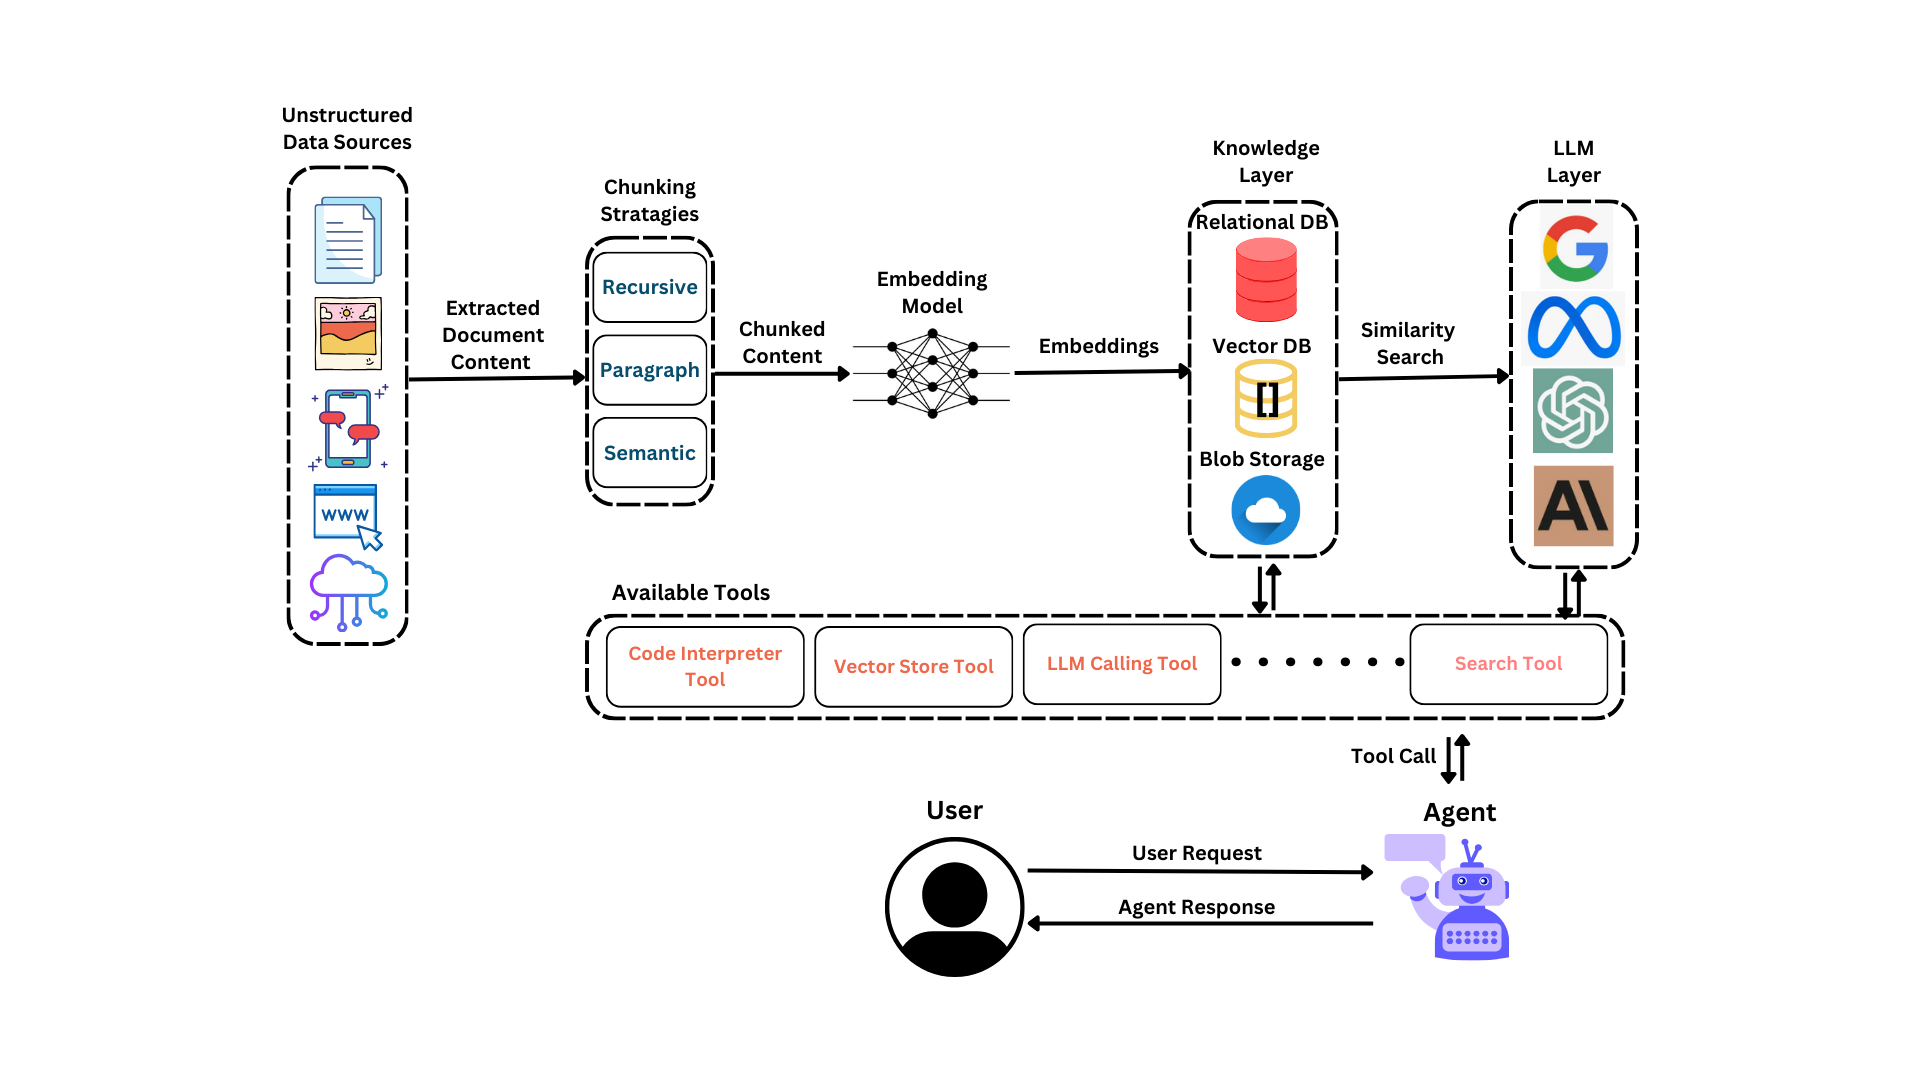 Unstructured
Data Sources
WWW
Extracted
Document
Content
Chunking
Stratagies
Recursive
Paragraph
Semantic
Chunked
Content
Embedding
Model
Embeddings
Knowledge
Layer
Relational DB
Vector DB
[]
Blob Storage
Similarity
Search
LLM
Layer
G
A\
Available Tools
Code Interpreter
Tool
Vector Store Tool
LLM Calling Tool
Search Tool
Tool Call
User
Agent
User Request
Agent Response